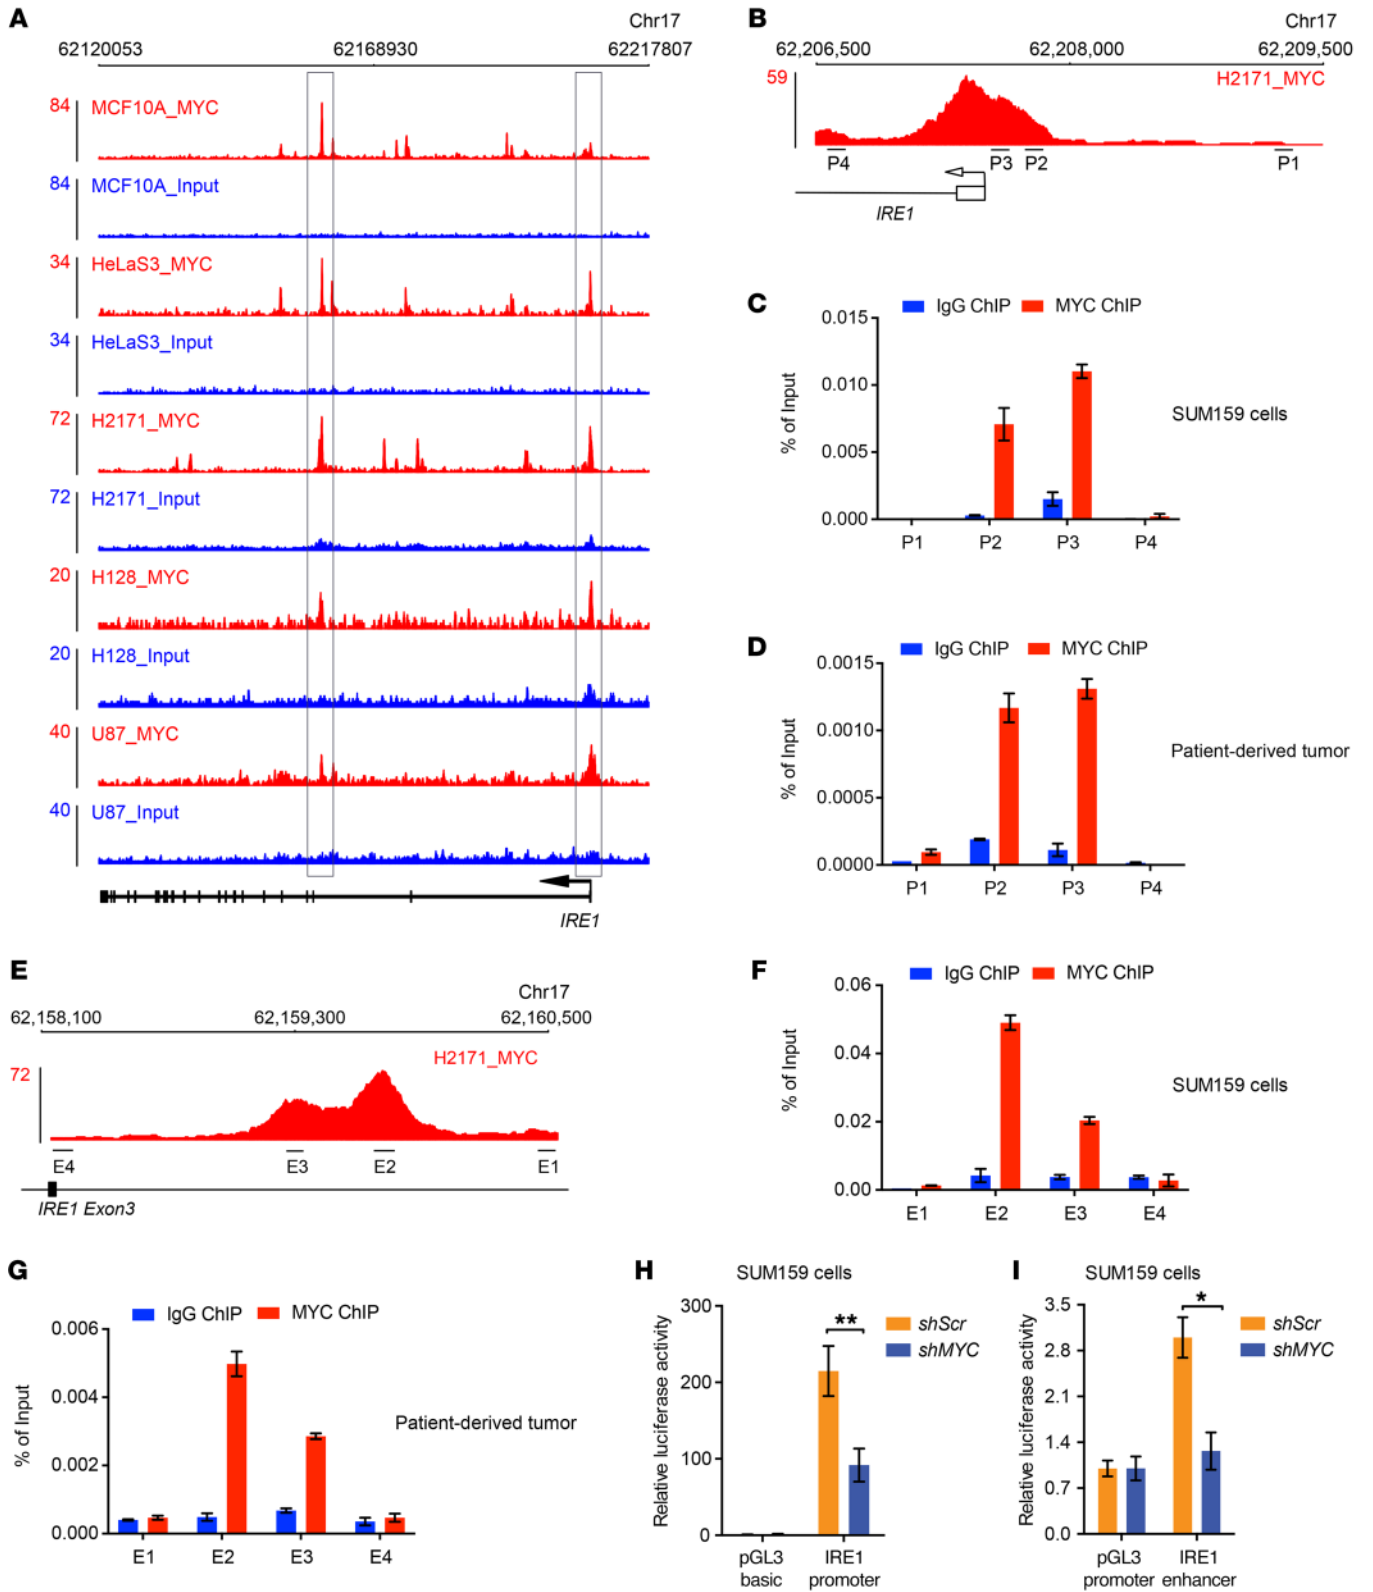 A
Chr17
62120053 62168930 62217807
84 MCF10A_MYC
84 MCF10A_Input
34 HeLaS3_MYC
34 HeLaS3_Input
72 H2171_MYC
72 H2171_Input
20 H128_MYC
20 H128_Input
40 U87_MYC
40 U87_Input
IRE1
B
Chr17
62,206,500 62,208,000 62,209,500
59 H2171_MYC
P4 P3 P2 P1
IRE1
C
IgG ChIP MYC ChIP
% of Input
0.015
0.010
0.005
0.000
P1 P2 P3 P4
SUM159 cells
D
IgG ChIP MYC ChIP
% of Input
0.0015
0.0010
0.0005
0.0000
P1 P2 P3 P4
Patient-derived tumor
E
Chr17
62,158,100 62,159,300 62,160,500
72 H2171_MYC
E4 E3 E2 E1
IRE1 Exon3
F
IgG ChIP MYC ChIP
% of Input
0.06
0.04
0.02
0.00
E1 E2 E3 E4
SUM159 cells
G
IgG ChIP MYC ChIP
% of Input
0.006
0.004
0.002
0.000
E1 E2 E3 E4
Patient-derived tumor
H
SUM159 cells
Relative luciferase activity
300
200
100
0
**
shScr
shMYC
pGL3 IRE1
basic promoter
I
SUM159 cells
Relative luciferase activity
3.5
2.8
2.1
1.4
0.7
0.0
*
shScr
shMYC
pGL3 IRE1
promoter enhancer